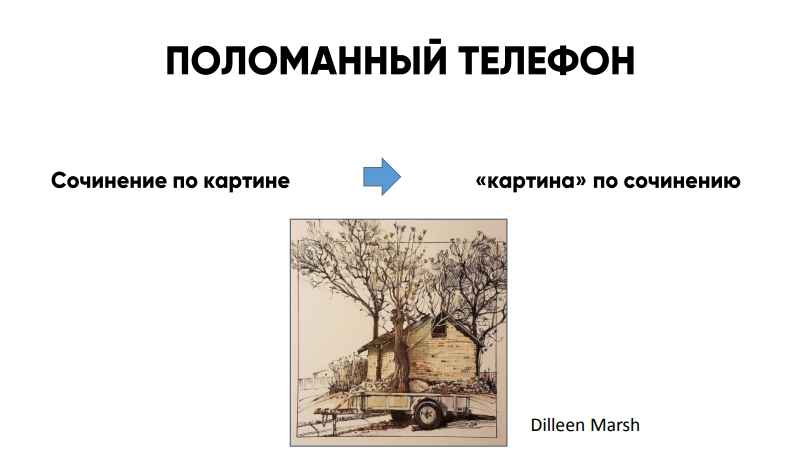 ПОЛОМАННЫЙ ТЕЛЕФОН
Сочинение по картине
«картина» по сочинению
Dilleen Marsh